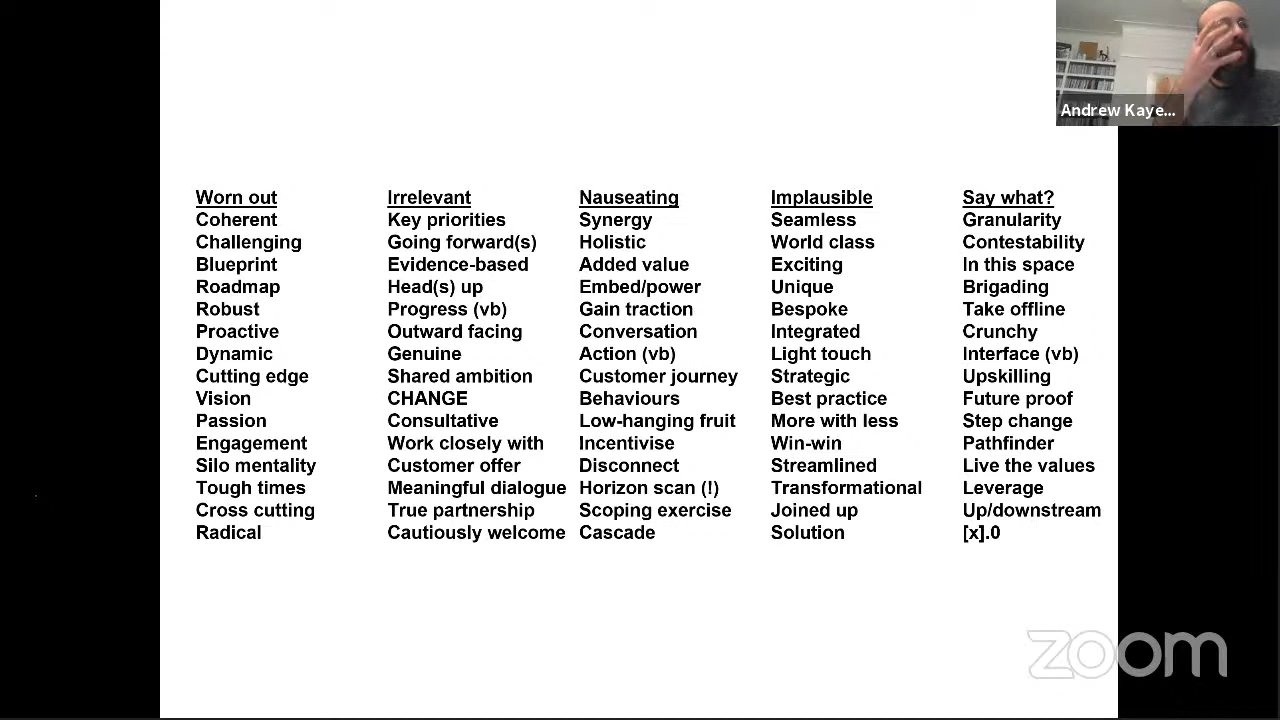 Andrew Kaye...
Worn out Irrelevant Nauseating Implausible Say what?
Coherent Key priorities Synergy Seamless Granularity
Challenging Going forward(s) Holistic World class Contestability
Blueprint Evidence-based Added value Exciting In this space
Roadmap Head(s) up Embed/power Unique Brigading
Robust Progress (vb) Gain traction Bespoke Take offline
Proactive Outward facing Conversation Integrated Crunchy
Dynamic Genuine Action (vb) Light touch Interface (vb)
Cutting edge Shared ambition Customer journey Strategic Upskilling
Vision CHANGE Behaviours Best practice Future proof
Passion Consultative Low-hanging fruit More with less Step change
Engagement Work closely with Incentivise Win-win Pathfinder
Silo mentality Customer offer Disconnect Streamlined Live the values
Tough times Meaningful dialogue Horizon scan (!) Transformational Leverage
Cross cutting True partnership Scoping exercise Joined up Up/downstream
Radical Cautiously welcome Cascade Solution [x].0
zoom